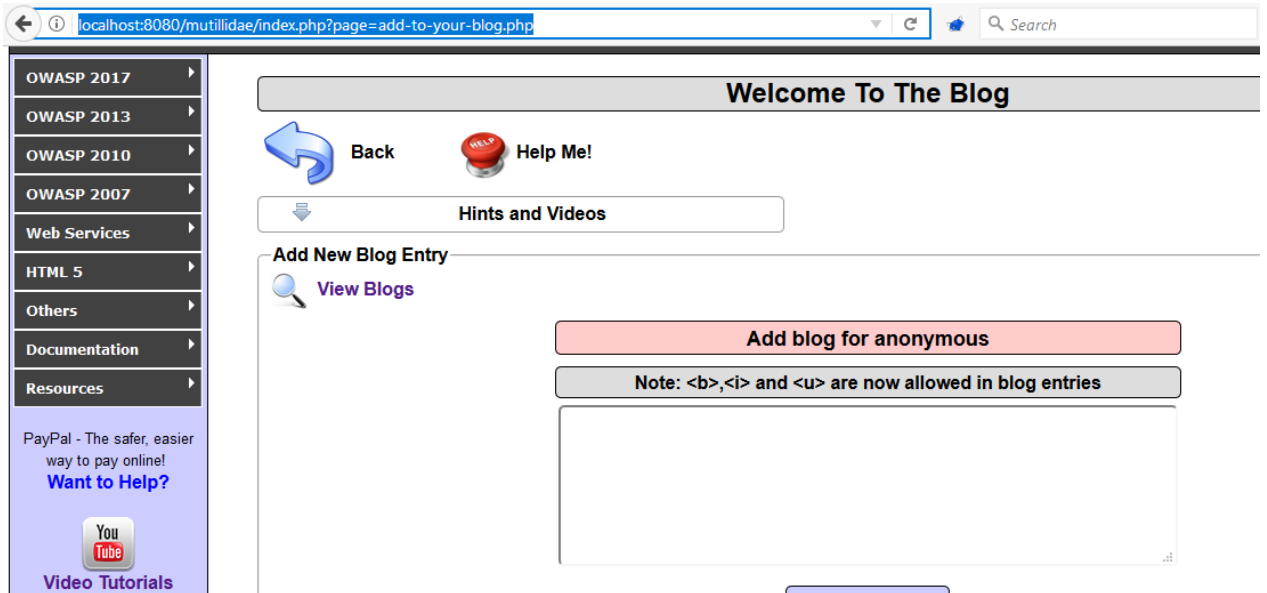 localhost:8080/mutillidae/index.php?page=add-to-your-blog.php
Search
OWASP 2017
OWASP 2013
OWASP 2010
OWASP 2007
Web Services
HTML 5
Others
Documentation
Resources
PayPal - The safer, easier
way to pay online!
Want to Help?
You
Tube
Video Tutorials
Welcome To The Blog
Back
HELP
Help Me!
Hints and Videos
Add New Blog Entry
View Blogs
Add blog for anonymous
Note: <b>,<i> and <u> are now allowed in blog entries